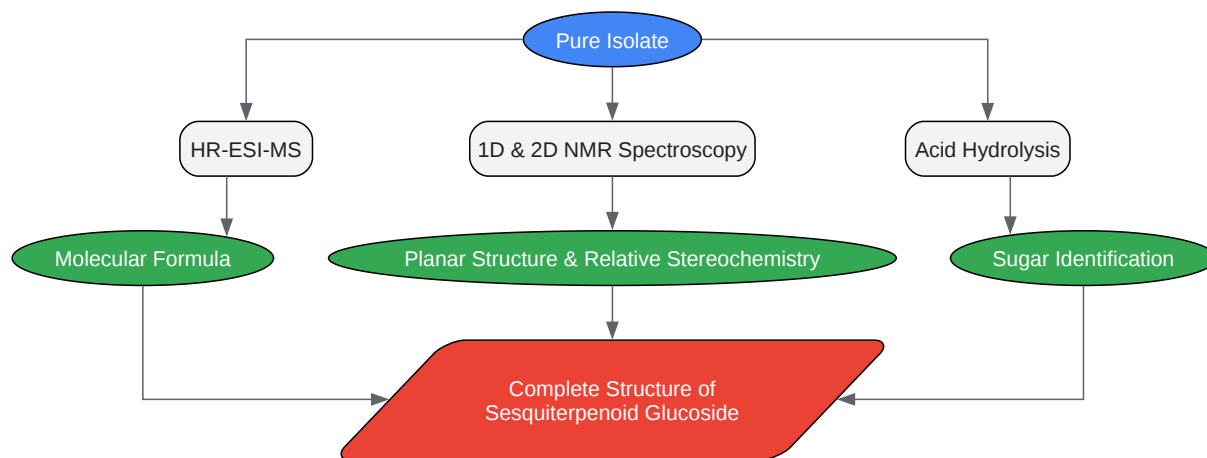 Pure Isolate
HR-ESI-MS
1D & 2D NMR Spectroscopy
Acid Hydrolysis
Molecular Formula
Planar Structure & Relative Stereochemistry
Sugar Identification
Complete Structure of
Sesquiterpenoid Glucoside